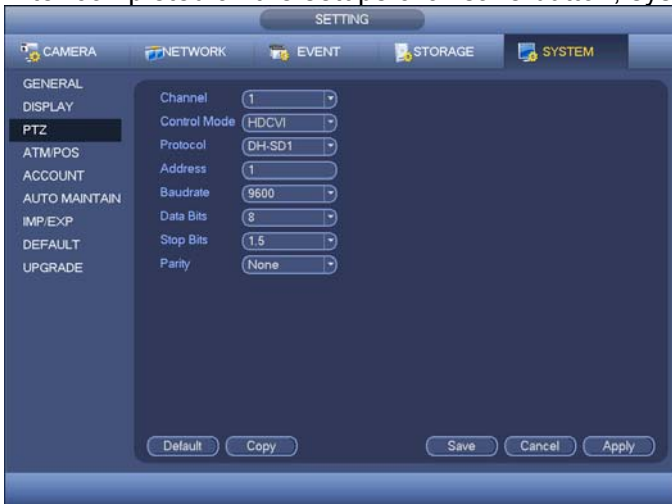 SETTING
CAMERA NETWORK EVENT STORAGE SYSTEM
GENERAL
DISPLAY
PTZ
ATM/POS
ACCOUNT
AUTO MAINTAIN
IMP/EXP
DEFAULT
UPGRADE
Channel 1
Control Mode HDCVI
Protocol DH-SD1
Address 1
Baudrate 9600
Data Bits 8
Stop Bits 1.5
Parity None
Default Copy Save Cancel Apply